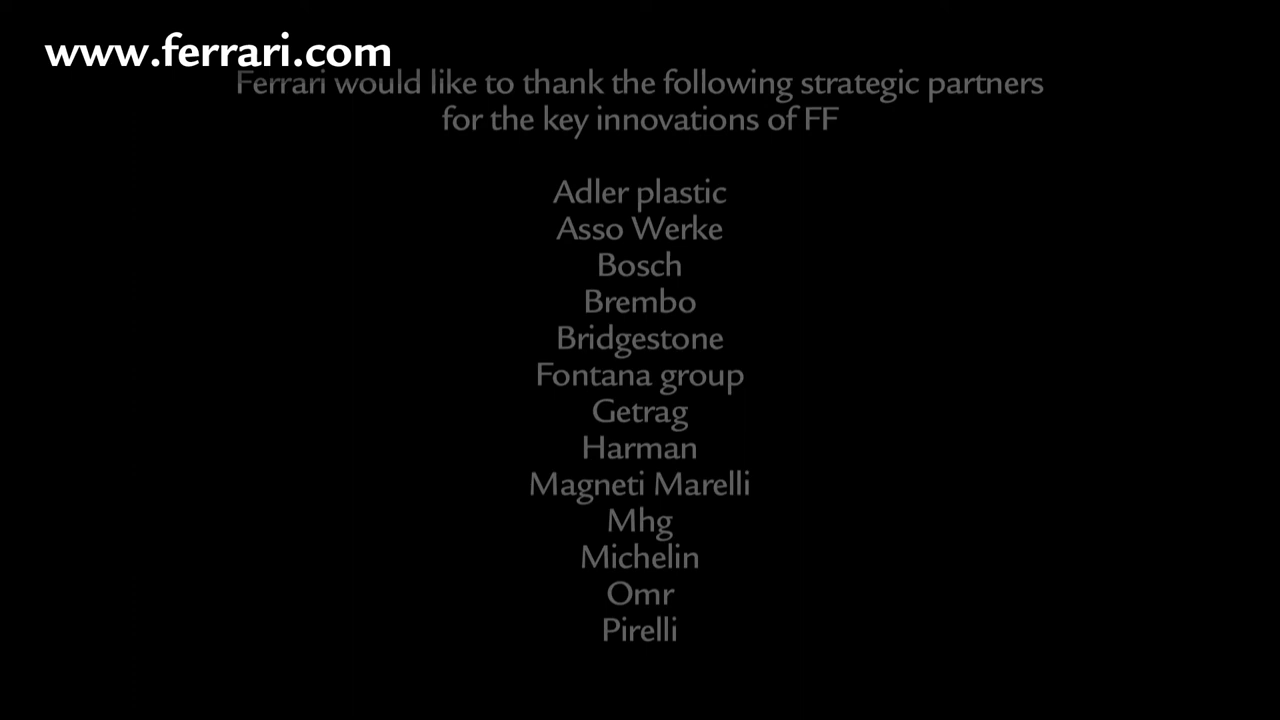 www.ferrari.com
Ferrari would like to thank the following strategic partners
for the key innovations of FF
Adler plastic
Asso Werke
Bosch
Brembo
Bridgestone
Fontana group
Getrag
Harman
Magneti Marelli
Mhg
Michelin
Omr
Pirelli